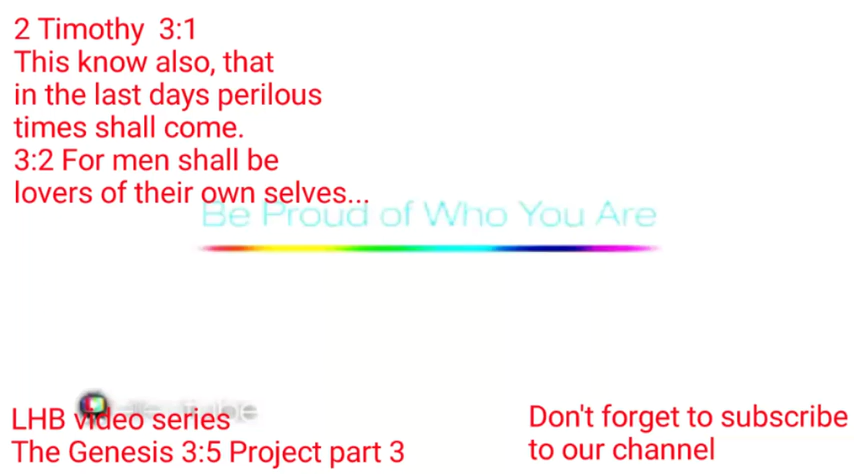 2 Timothy 3:1
This know also, that
in the last days perilous
times shall come.
3:2 For men shall be
lovers of their own selves...
Be Proud of Who You Are
LHB video series
The Genesis 3:5 Project part 3
Don't forget to subscribe
to our channel